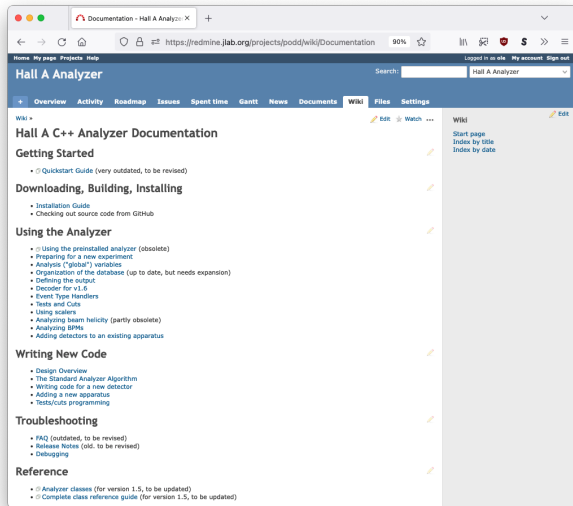 Documentation - Hall A Analyzer
https://redmine.jlab.org/projects/podd/wiki/Documentation 90%
Home My page Projects Help Logged in as ole My account Sign out
Hall A Analyzer Search: Hall A Analyzer
+ Overview Activity Roadmap Issues Spent time Gantt News Documents Wiki Files Settings
Wiki » Edit Watch ...
Hall A C++ Analyzer Documentation
Getting Started
• Quickstart Guide (very outdated, to be revised)
Downloading, Building, Installing
• Installation Guide
• Checking out source code from GitHub
Using the Analyzer
• Using the preinstalled analyzer (obsolete)
• Preparing for a new experiment
• Analysis ("global") variables
• Organization of the database (up to date, but needs expansion)
• Defining the output
• Decoder for v1.6
• Event Type Handlers
• Tests and Cuts
• Using scalers
• Analyzing beam helicity (partly obsolete)
• Analyzing BPMs
• Adding detectors to an existing apparatus
Writing New Code
• Design Overview
• The Standard Analyzer Algorithm
• Writing code for a new detector
• Adding a new apparatus
• Tests/cuts programming
Troubleshooting
• FAQ (outdated, to be revised)
• Release Notes (old. to be revised)
• Debugging
Reference
• Analyzer classes (for version 1.5, to be updated)
• Complete class reference guide (for version 1.5, to be updated)
Edit
Wiki
Start page
Index by title
Index by date